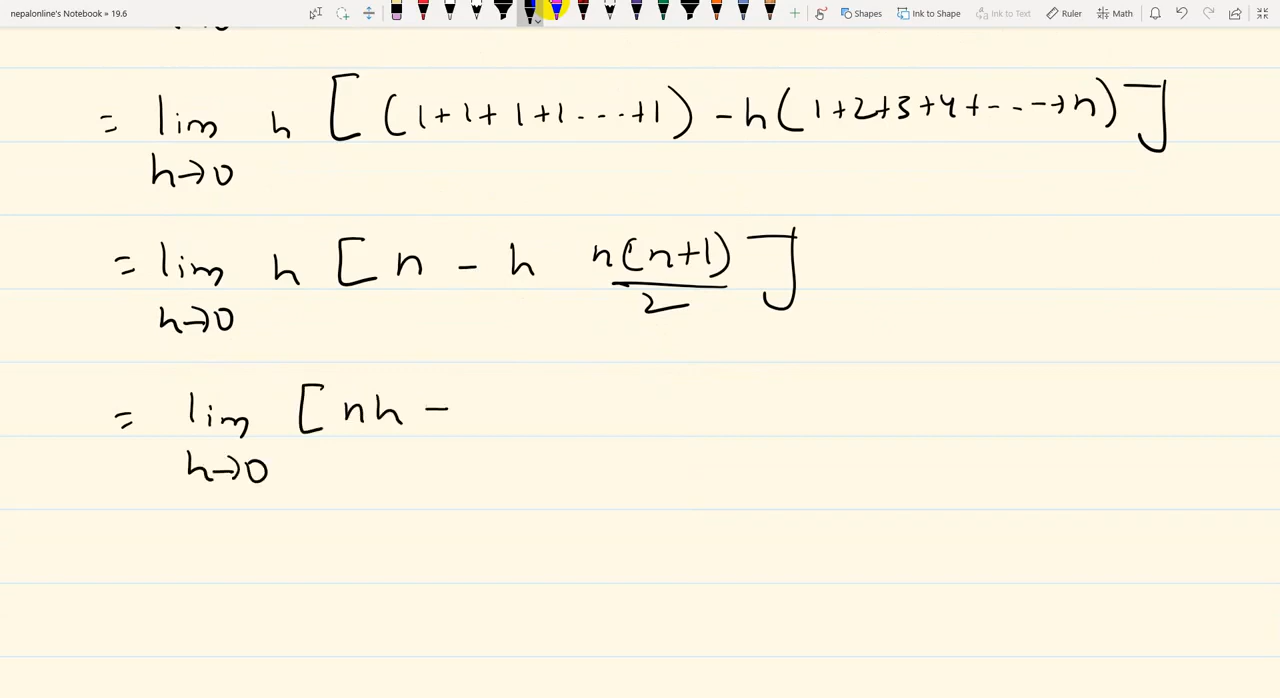 nepalonline's Notebook » 19.6 Shapes Ink to Shape Ink to Text Ruler Math
= lim h [ (1+1+1+1....+1) - h(1+2+3+4+-..-+n) ]
h→0
= lim h [ n - h n(n+1) ]
h→0 2
= lim [ nh -
h→0